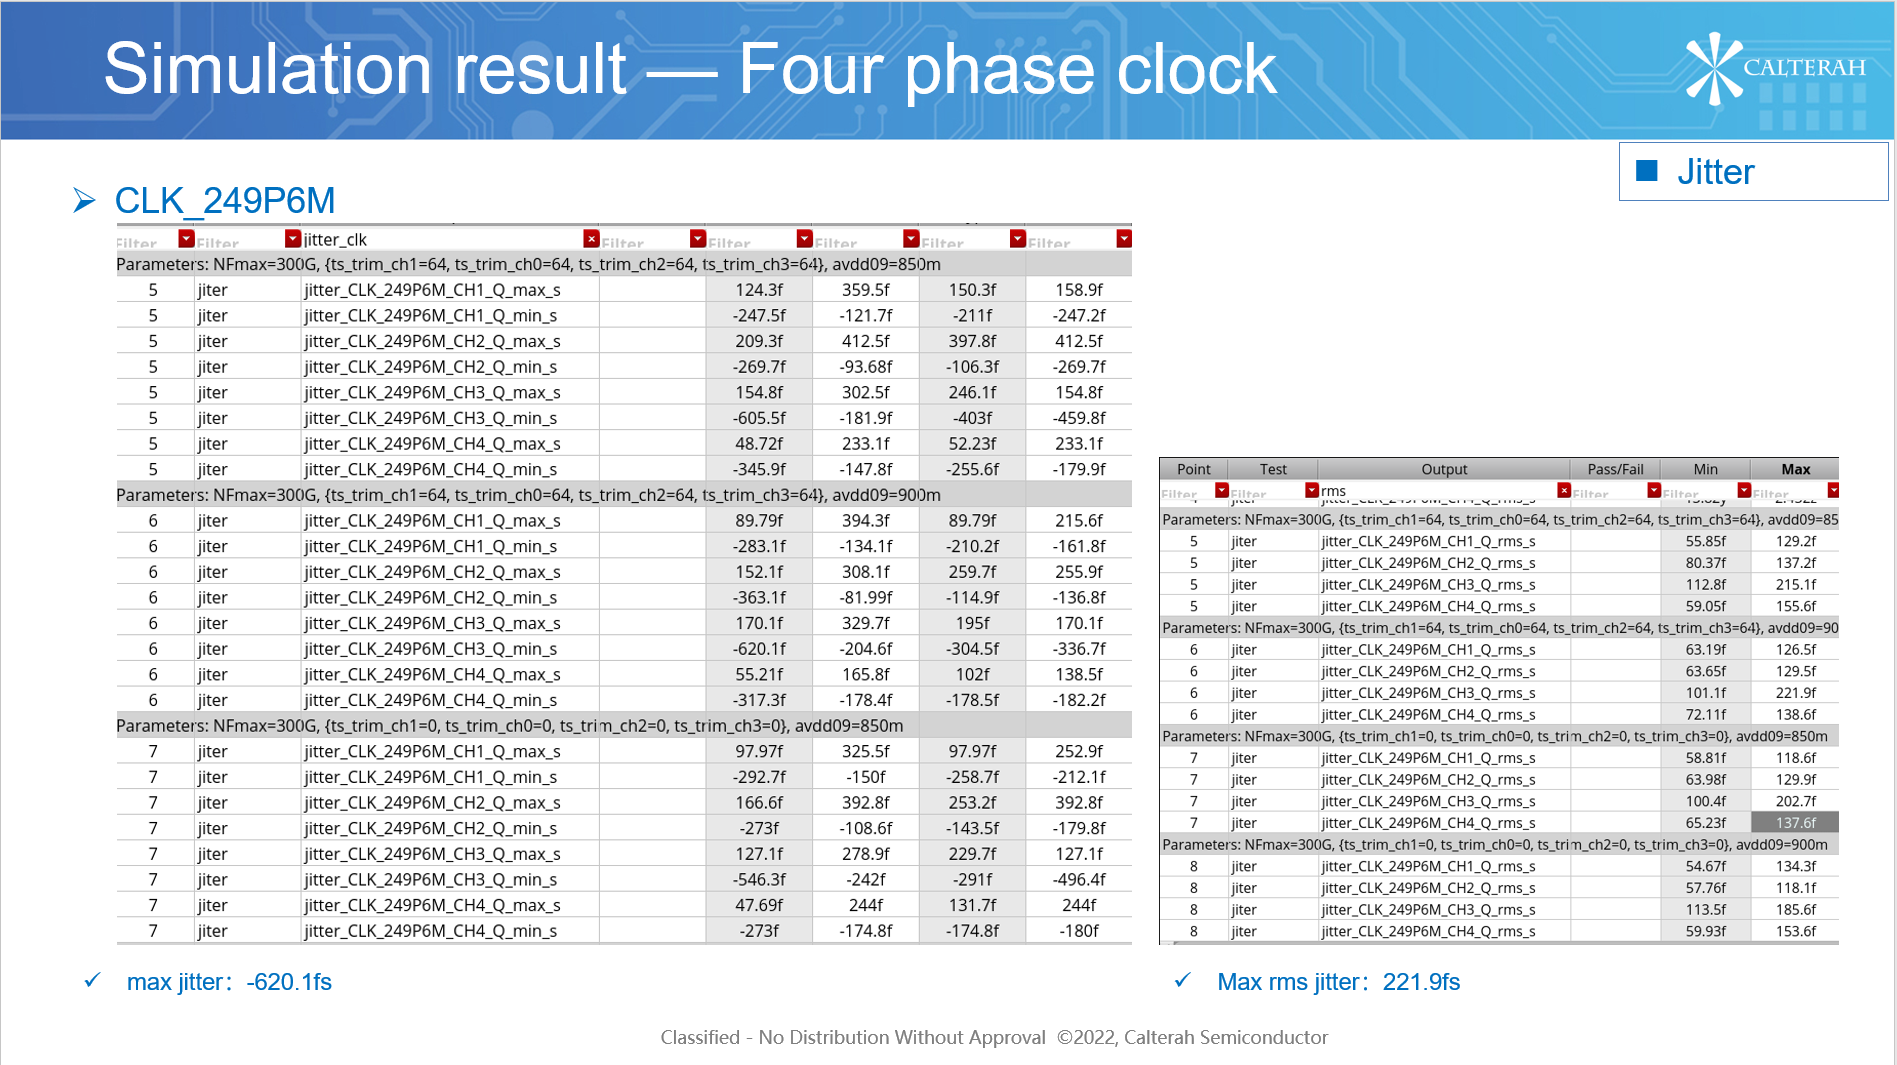 Simulation result — Four phase clock
CALTERAH
■ Jitter
➢ CLK_249P6M
Filter Filter jitter_clk Filter Filter Filter Filter Filter
Parameters: NFmax=300G, {ts_trim_ch1=64, ts_trim_ch0=64, ts_trim_ch2=64, ts_trim_ch3=64}, avdd09=850m
5 jiter jitter_CLK_249P6M_CH1_Q_max_s 124.3f 359.5f 150.3f 158.9f
5 jiter jitter_CLK_249P6M_CH1_Q_min_s -247.5f -121.7f -211f -247.2f
5 jiter jitter_CLK_249P6M_CH2_Q_max_s 209.3f 412.5f 397.8f 412.5f
5 jiter jitter_CLK_249P6M_CH2_Q_min_s -269.7f -93.68f -106.3f -269.7f
5 jiter jitter_CLK_249P6M_CH3_Q_max_s 154.8f 302.5f 246.1f 154.8f
5 jiter jitter_CLK_249P6M_CH3_Q_min_s -605.5f -181.9f -403f -459.8f
5 jiter jitter_CLK_249P6M_CH4_Q_max_s 48.72f 233.1f 52.23f 233.1f
5 jiter jitter_CLK_249P6M_CH4_Q_min_s -345.9f -147.8f -255.6f -179.9f
Parameters: NFmax=300G, {ts_trim_ch1=64, ts_trim_ch0=64, ts_trim_ch2=64, ts_trim_ch3=64}, avdd09=900m
6 jiter jitter_CLK_249P6M_CH1_Q_max_s 89.79f 394.3f 89.79f 215.6f
6 jiter jitter_CLK_249P6M_CH1_Q_min_s -283.1f -134.1f -210.2f -161.8f
6 jiter jitter_CLK_249P6M_CH2_Q_max_s 152.1f 308.1f 259.7f 255.9f
6 jiter jitter_CLK_249P6M_CH2_Q_min_s -363.1f -81.99f -114.9f -136.8f
6 jiter jitter_CLK_249P6M_CH3_Q_max_s 170.1f 329.7f 195f 170.1f
6 jiter jitter_CLK_249P6M_CH3_Q_min_s -620.1f -204.6f -304.5f -336.7f
6 jiter jitter_CLK_249P6M_CH4_Q_max_s 55.21f 165.8f 102f 138.5f
6 jiter jitter_CLK_249P6M_CH4_Q_min_s -317.3f -178.4f -178.5f -182.2f
Parameters: NFmax=300G, {ts_trim_ch1=0, ts_trim_ch0=0, ts_trim_ch2=0, ts_trim_ch3=0}, avdd09=850m
7 jiter jitter_CLK_249P6M_CH1_Q_max_s 97.97f 325.5f 97.97f 252.9f
7 jiter jitter_CLK_249P6M_CH1_Q_min_s -292.7f -150f -258.7f -212.1f
7 jiter jitter_CLK_249P6M_CH2_Q_max_s 166.6f 392.8f 253.2f 392.8f
7 jiter jitter_CLK_249P6M_CH2_Q_min_s -273f -108.6f -143.5f -179.8f
7 jiter jitter_CLK_249P6M_CH3_Q_max_s 127.1f 278.9f 229.7f 127.1f
7 jiter jitter_CLK_249P6M_CH3_Q_min_s -546.3f -242f -291f -496.4f
7 jiter jitter_CLK_249P6M_CH4_Q_max_s 47.69f 244f 131.7f 244f
7 jiter jitter_CLK_249P6M_CH4_Q_min_s -273f -174.8f -174.8f -180f
✓ max jitter：-620.1fs
Point Test Output Pass/Fail Min Max
Filter Filter rms Filter Filter Filter
Parameters: NFmax=300G, {ts_trim_ch1=64, ts_trim_ch0=64, ts_trim_ch2=64, ts_trim_ch3=64}, avdd09=85
5 jiter jitter_CLK_249P6M_CH1_Q_rms_s 55.85f 129.2f
5 jiter jitter_CLK_249P6M_CH2_Q_rms_s 80.37f 137.2f
5 jiter jitter_CLK_249P6M_CH3_Q_rms_s 112.8f 215.1f
5 jiter jitter_CLK_249P6M_CH4_Q_rms_s 59.05f 155.6f
Parameters: NFmax=300G, {ts_trim_ch1=64, ts_trim_ch0=64, ts_trim_ch2=64, ts_trim_ch3=64}, avdd09=90
6 jiter jitter_CLK_249P6M_CH1_Q_rms_s 63.19f 126.5f
6 jiter jitter_CLK_249P6M_CH2_Q_rms_s 63.65f 129.5f
6 jiter jitter_CLK_249P6M_CH3_Q_rms_s 101.1f 221.9f
6 jiter jitter_CLK_249P6M_CH4_Q_rms_s 72.11f 138.6f
Parameters: NFmax=300G, {ts_trim_ch1=0, ts_trim_ch0=0, ts_trim_ch2=0, ts_trim_ch3=0}, avdd09=850m
7 jiter jitter_CLK_249P6M_CH1_Q_rms_s 58.81f 118.6f
7 jiter jitter_CLK_249P6M_CH2_Q_rms_s 63.98f 129.9f
7 jiter jitter_CLK_249P6M_CH3_Q_rms_s 100.4f 202.7f
7 jiter jitter_CLK_249P6M_CH4_Q_rms_s 65.23f 137.6f
Parameters: NFmax=300G, {ts_trim_ch1=0, ts_trim_ch0=0, ts_trim_ch2=0, ts_trim_ch3=0}, avdd09=900m
8 jiter jitter_CLK_249P6M_CH1_Q_rms_s 54.67f 134.3f
8 jiter jitter_CLK_249P6M_CH2_Q_rms_s 57.76f 118.1f
8 jiter jitter_CLK_249P6M_CH3_Q_rms_s 113.5f 185.6f
8 jiter jitter_CLK_249P6M_CH4_Q_rms_s 59.93f 153.6f
✓ Max rms jitter：221.9fs
Classified - No Distribution Without Approval ©2022, Calterah Semiconductor